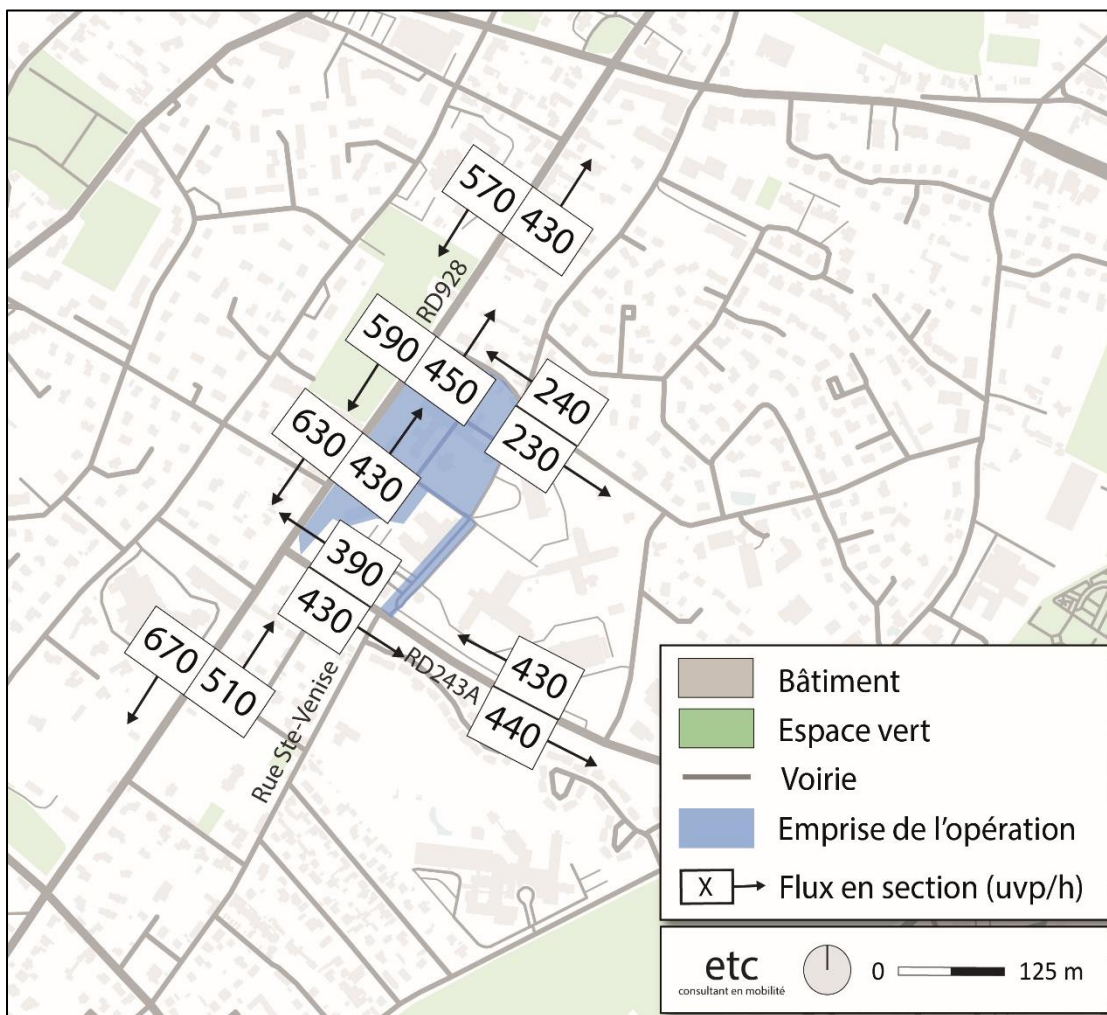 570
430
RD928
590
450
240
230
630
430
390
430
RD243A
430
440
670
510
Rue Ste-Venise
Bâtiment
Espace vert
Voirie
Emprise de l'opération
X Flux en section (uvp/h)
etc
consultant en mobilité
0 125 m